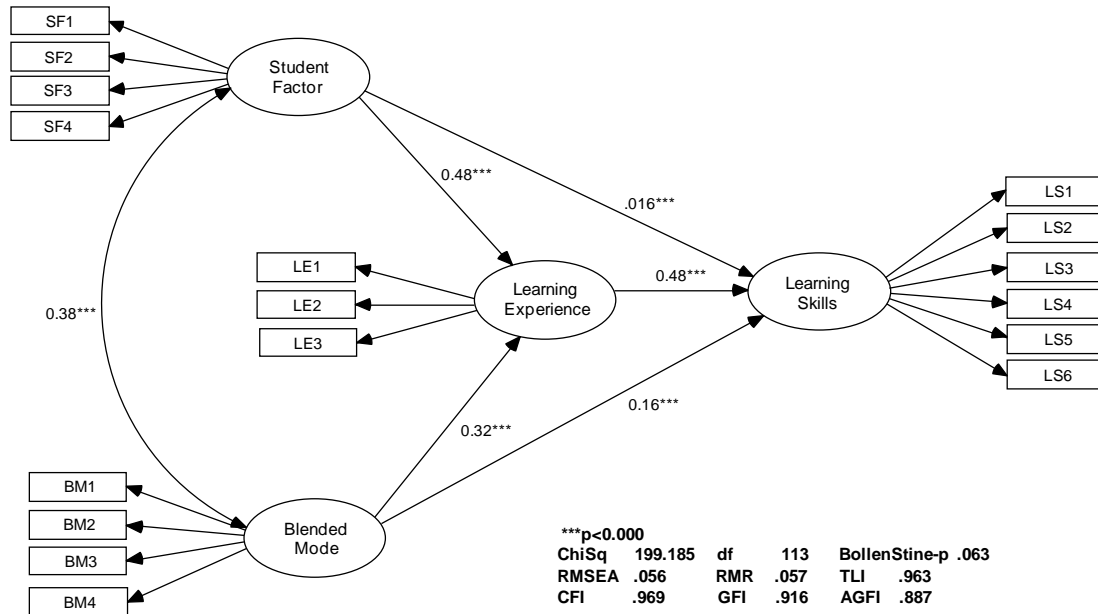 SF1
SF2
SF3
SF4
Student
Factor
0.48***
.016***
LS1
LS2
LS3
LS4
LS5
LS6
LE1
LE2
LE3
Learning
Experience
0.48***
Learning
Skills
0.38***
0.32***
0.16***
BM1
BM2
BM3
BM4
Blended
Mode
***p<0.000
ChiSq 199.185 df 113 BollenStine-p .063
RMSEA .056 RMR .057 TLI .963
CFI .969 GFI .916 AGFI .887